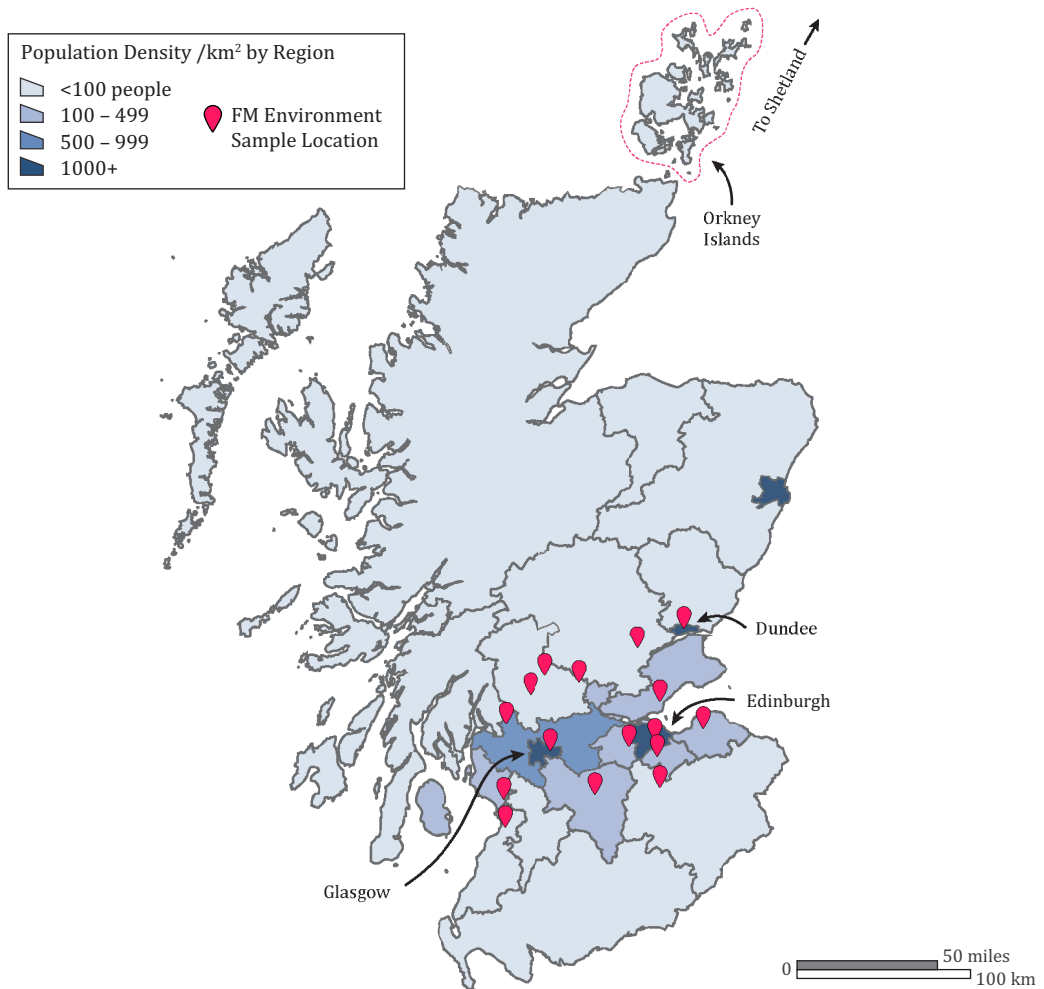 Population Density /km² by Region
<100 people
100 – 499
500 – 999
1000+
FM Environment
Sample Location
To Shetland
Orkney
Islands
Dundee
Edinburgh
Glasgow
50 miles
0
100 km